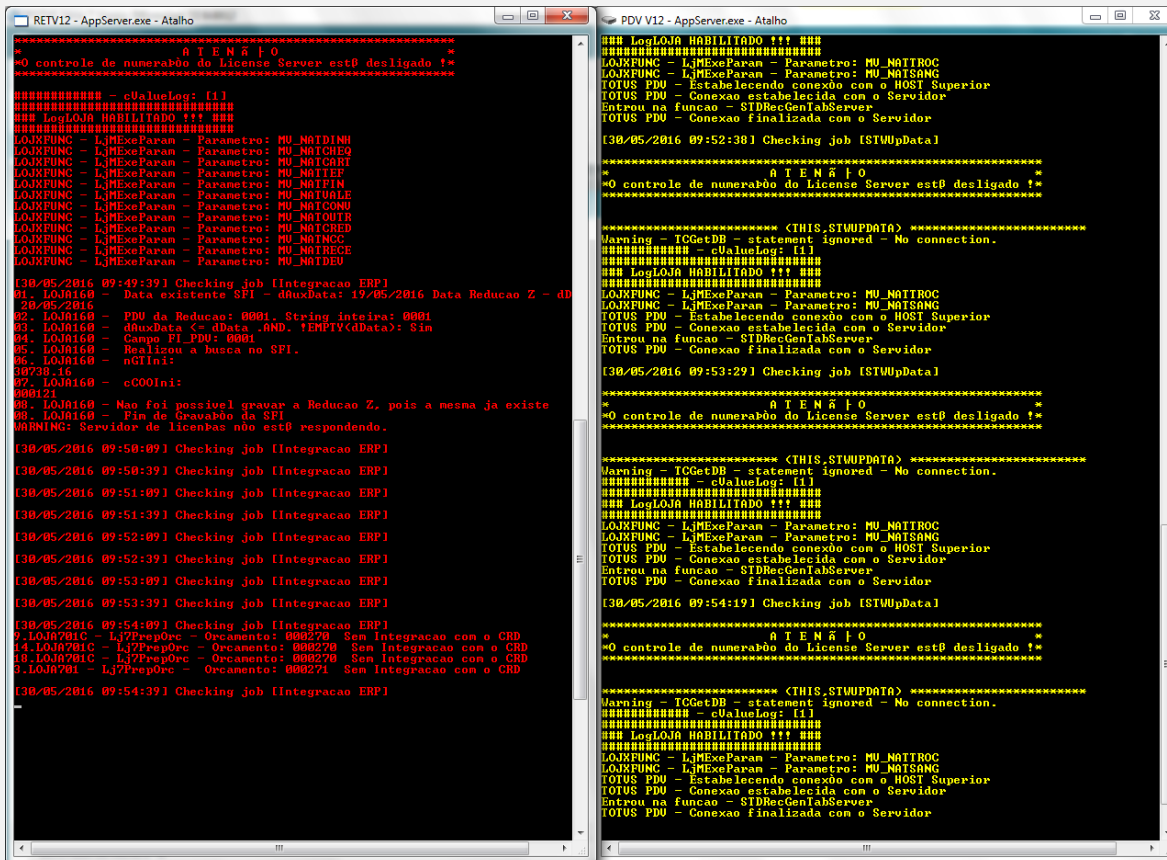 RETV12 - AppServer.exe - Atalho
************************************************************
* A T E N Ã ├ O *
*O controle de numeraÞòo do License Server estß desligado !*
************************************************************
############ - cValueLog: [1]
##############################
### LogLOJA HABILITADO !!! ###
##############################
LOJXFUNC - LjMExeParam - Parametro: MV_NATDINH
LOJXFUNC - LjMExeParam - Parametro: MV_NATCHEQ
LOJXFUNC - LjMExeParam - Parametro: MV_NATCART
LOJXFUNC - LjMExeParam - Parametro: MV_NATTEF
LOJXFUNC - LjMExeParam - Parametro: MV_NATFIN
LOJXFUNC - LjMExeParam - Parametro: MV_NATVALE
LOJXFUNC - LjMExeParam - Parametro: MV_NATCONV
LOJXFUNC - LjMExeParam - Parametro: MV_NATOUTR
LOJXFUNC - LjMExeParam - Parametro: MV_NATCRED
LOJXFUNC - LjMExeParam - Parametro: MV_NATNCC
LOJXFUNC - LjMExeParam - Parametro: MV_NATRECE
LOJXFUNC - LjMExeParam - Parametro: MV_NATDEV
[30/05/2016 09:49:39] Checking job [Integracao ERP]
01. LOJA160 - Data existente SFI - dAuxData: 19/05/2016 Data Reducao Z - dD
20/05/2016
02. LOJA160 - PDV da Reducao: 0001. String inteira: 0001
03. LOJA160 - dAuxData <= dData .AND. !EMPTY(dData): Sim
04. LOJA160 - Campo FI_PDV: 0001
05. LOJA160 - Realizou a busca no SFI.
06. LOJA160 - nGTIni:
30738.16
07. LOJA160 - cCOOIni:
000121
08. LOJA160 - Nao foi possivel gravar a Reducao Z, pois a mesma ja existe
08. LOJA160 - Fim de GravaÞòo da SFI
WARNING: Servidor de licenþas nòo estß respondendo.
[30/05/2016 09:50:09] Checking job [Integracao ERP]
[30/05/2016 09:50:39] Checking job [Integracao ERP]
[30/05/2016 09:51:09] Checking job [Integracao ERP]
[30/05/2016 09:51:39] Checking job [Integracao ERP]
[30/05/2016 09:52:09] Checking job [Integracao ERP]
[30/05/2016 09:52:39] Checking job [Integracao ERP]
[30/05/2016 09:53:09] Checking job [Integracao ERP]
[30/05/2016 09:53:39] Checking job [Integracao ERP]
[30/05/2016 09:54:09] Checking job [Integracao ERP]
9.LOJA701C - Lj7PrepOrc - Orcamento: 000270 Sem Integracao com o CRD
14.LOJA701C - Lj7PrepOrc - Orcamento: 000270 Sem Integracao com o CRD
18.LOJA701C - Lj7PrepOrc - Orcamento: 000270 Sem Integracao com o CRD
3.LOJA701 - Lj7PrepOrc - Orcamento: 000271 Sem Integracao com o CRD
[30/05/2016 09:54:39] Checking job [Integracao ERP]
PDV V12 - AppServer.exe - Atalho
### LogLOJA HABILITADO !!! ###
##############################
LOJXFUNC - LjMExeParam - Parametro: MV_NATTROC
LOJXFUNC - LjMExeParam - Parametro: MV_NATSANG
TOTVS PDV - Estabelecendo conexòo com o HOST Superior
TOTVS PDV - Conexao estabelecida com o Servidor
Entrou na funcao - STDRecGenTabServer
TOTVS PDV - Conexao finalizada com o Servidor
[30/05/2016 09:52:38] Checking job [STWUpData]
************************************************************
* A T E N Ã ├ O *
*O controle de numeraÞòo do License Server estß desligado !*
************************************************************
************************ (THIS,STWUPDATA) ************************
Warning - TCGetDB - statement ignored - No connection.
############ - cValueLog: [1]
##############################
### LogLOJA HABILITADO !!! ###
##############################
LOJXFUNC - LjMExeParam - Parametro: MV_NATTROC
LOJXFUNC - LjMExeParam - Parametro: MV_NATSANG
TOTVS PDV - Estabelecendo conexòo com o HOST Superior
TOTVS PDV - Conexao estabelecida com o Servidor
Entrou na funcao - STDRecGenTabServer
TOTVS PDV - Conexao finalizada com o Servidor
[30/05/2016 09:53:29] Checking job [STWUpData]
************************************************************
* A T E N Ã ├ O *
*O controle de numeraÞòo do License Server estß desligado !*
************************************************************
************************ (THIS,STWUPDATA) ************************
Warning - TCGetDB - statement ignored - No connection.
############ - cValueLog: [1]
##############################
### LogLOJA HABILITADO !!! ###
##############################
LOJXFUNC - LjMExeParam - Parametro: MV_NATTROC
LOJXFUNC - LjMExeParam - Parametro: MV_NATSANG
TOTVS PDV - Estabelecendo conexòo com o HOST Superior
TOTVS PDV - Conexao estabelecida com o Servidor
Entrou na funcao - STDRecGenTabServer
TOTVS PDV - Conexao finalizada com o Servidor
[30/05/2016 09:54:19] Checking job [STWUpData]
************************************************************
* A T E N Ã ├ O *
*O controle de numeraÞòo do License Server estß desligado !*
************************************************************
************************ (THIS,STWUPDATA) ************************
Warning - TCGetDB - statement ignored - No connection.
############ - cValueLog: [1]
##############################
### LogLOJA HABILITADO !!! ###
##############################
LOJXFUNC - LjMExeParam - Parametro: MV_NATTROC
LOJXFUNC - LjMExeParam - Parametro: MV_NATSANG
TOTVS PDV - Estabelecendo conexòo com o HOST Superior
TOTVS PDV - Conexao estabelecida com o Servidor
Entrou na funcao - STDRecGenTabServer
TOTVS PDV - Conexao finalizada com o Servidor